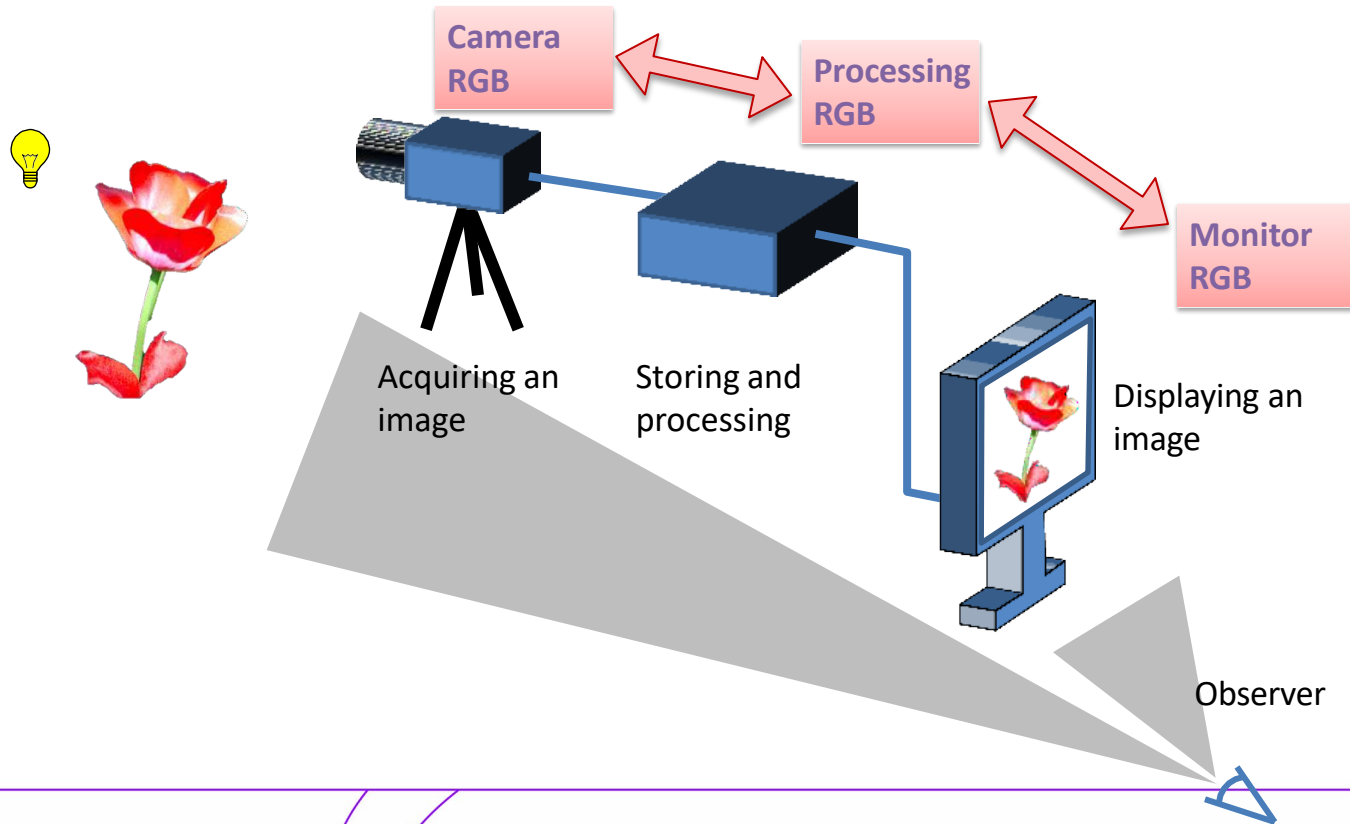 Camera
RGB
Processing
RGB
Monitor
RGB
Acquiring an
image
Storing and
processing
Displaying an
image
Observer